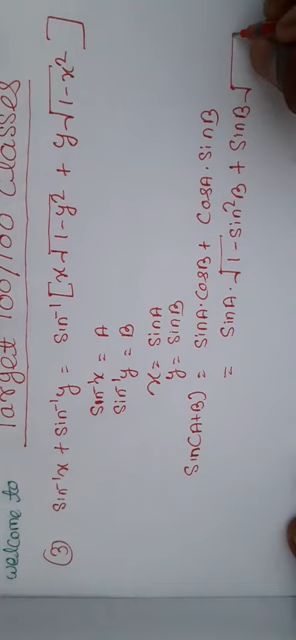 welcome to
Target 100/100 Classes
③ sin⁻¹x + sin⁻¹y = sin⁻¹[x√1-y² + y√1-x²]
sin⁻¹x = A
sin⁻¹y = B
x = sinA
y = sinB
sin(A+B) = sinA.cosB + cosA.sinB
= sinA.√1-sin²B + sinB√